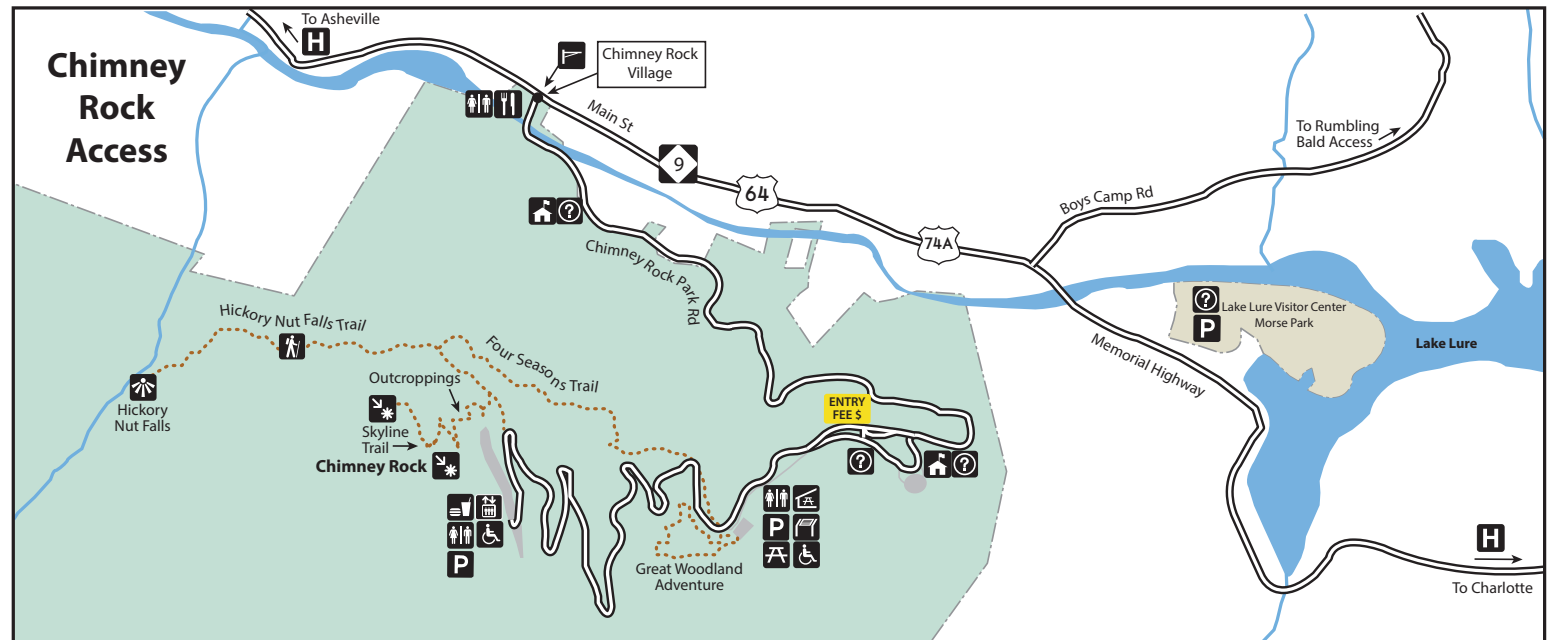 Chimney
Rock
Access
To Asheville
H
Chimney Rock
Village
Main St
9
64
74A
Boys Camp Rd
To Rumbling
Bald Access
?
Chimney Rock Park Rd
?
Lake Lure Visitor Center
P
Morse Park
Lake Lure
Memorial Highway
Hickory Nut Falls Trail
Four Seasons Trail
Outcroppings
Hickory
Nut Falls
Skyline
Trail
Chimney Rock
ENTRY
FEE $
?
?
P
P
Great Woodland
Adventure
H
To Charlotte